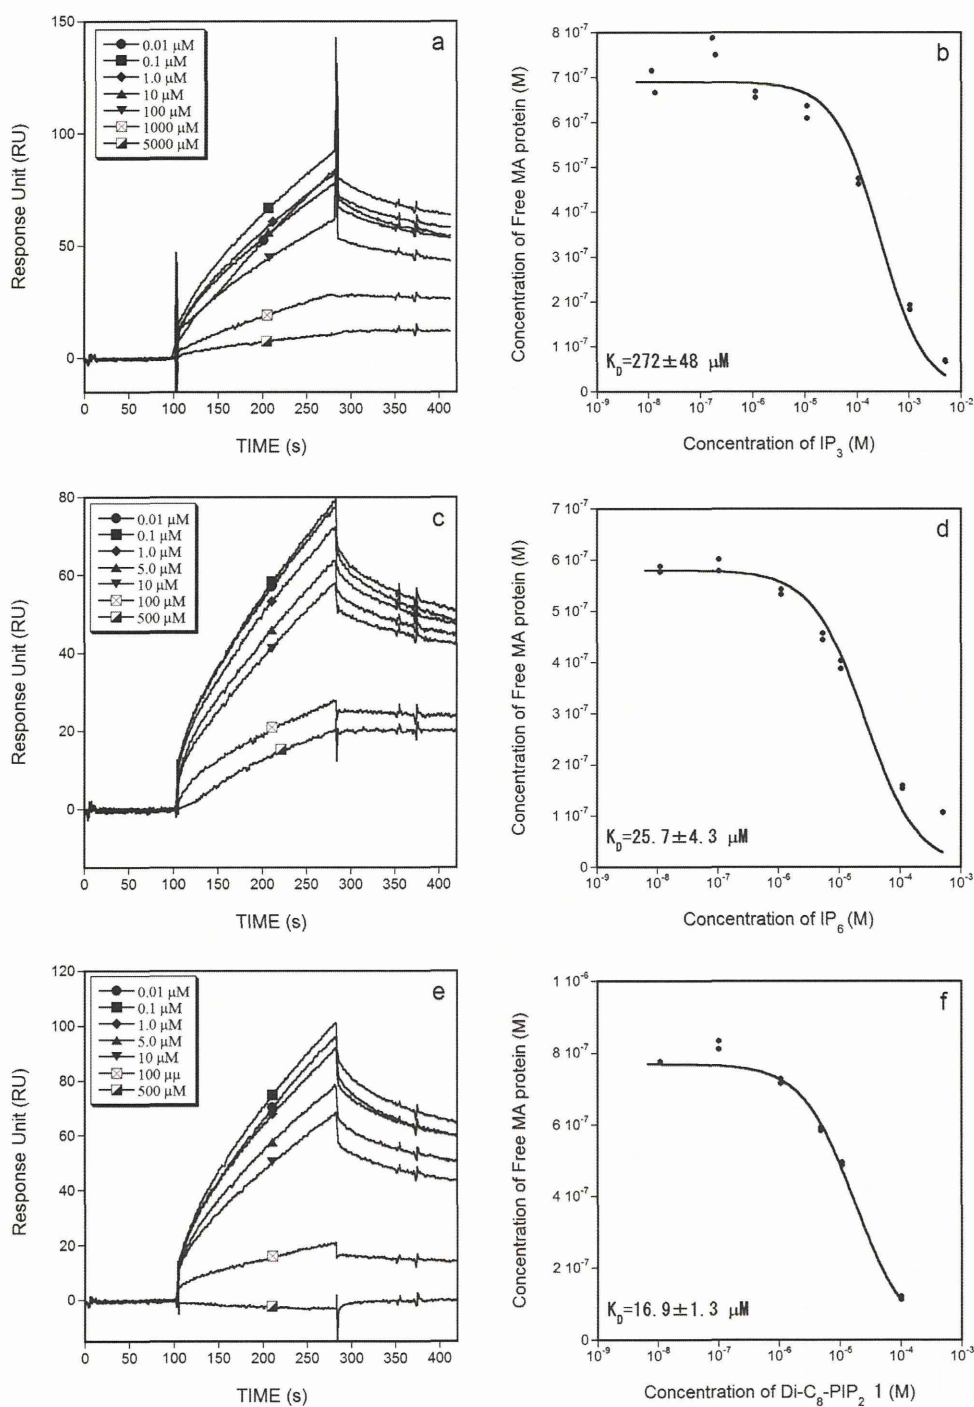 a
150
100
50
0
Response Unit (RU)
0.01 µM
0.1 µM
1.0 µM
10 µM
100 µM
1000 µM
5000 µM
0 50 100 150 200 250 300 350 400
TIME (s)
b
8 10⁻⁷
7 10⁻⁷
6 10⁻⁷
5 10⁻⁷
4 10⁻⁷
3 10⁻⁷
2 10⁻⁷
1 10⁻⁷
0
Concentration of Free MA protein (M)
K_D=272±48 µM
10⁻⁹ 10⁻⁸ 10⁻⁷ 10⁻⁶ 10⁻⁵ 10⁻⁴ 10⁻³ 10⁻²
Concentration of IP₃ (M)
c
80
60
40
20
0
Response Unit (RU)
0.01 µM
0.1 µM
1.0 µM
5.0 µM
10 µM
100 µM
500 µM
0 50 100 150 200 250 300 350 400
TIME (s)
d
7 10⁻⁷
6 10⁻⁷
5 10⁻⁷
4 10⁻⁷
3 10⁻⁷
2 10⁻⁷
1 10⁻⁷
0
Concentration of Free MA protein (M)
K_D=25.7±4.3 µM
10⁻⁹ 10⁻⁸ 10⁻⁷ 10⁻⁶ 10⁻⁵ 10⁻⁴ 10⁻³
Concentration of IP₆ (M)
e
120
100
80
60
40
20
0
Response Unit (RU)
0.01 µM
0.1 µM
1.0 µM
5.0 µM
10 µM
100 µµ
500 µM
0 50 100 150 200 250 300 350 400
TIME (s)
f
1 10⁻⁶
8 10⁻⁷
6 10⁻⁷
4 10⁻⁷
2 10⁻⁷
0
Concentration of Free MA protein (M)
K_D=16.9±1.3 µM
10⁻⁹ 10⁻⁸ 10⁻⁷ 10⁻⁶ 10⁻⁵ 10⁻⁴ 10⁻³
Concentration of Di-C₈-PIP₂ 1 (M)